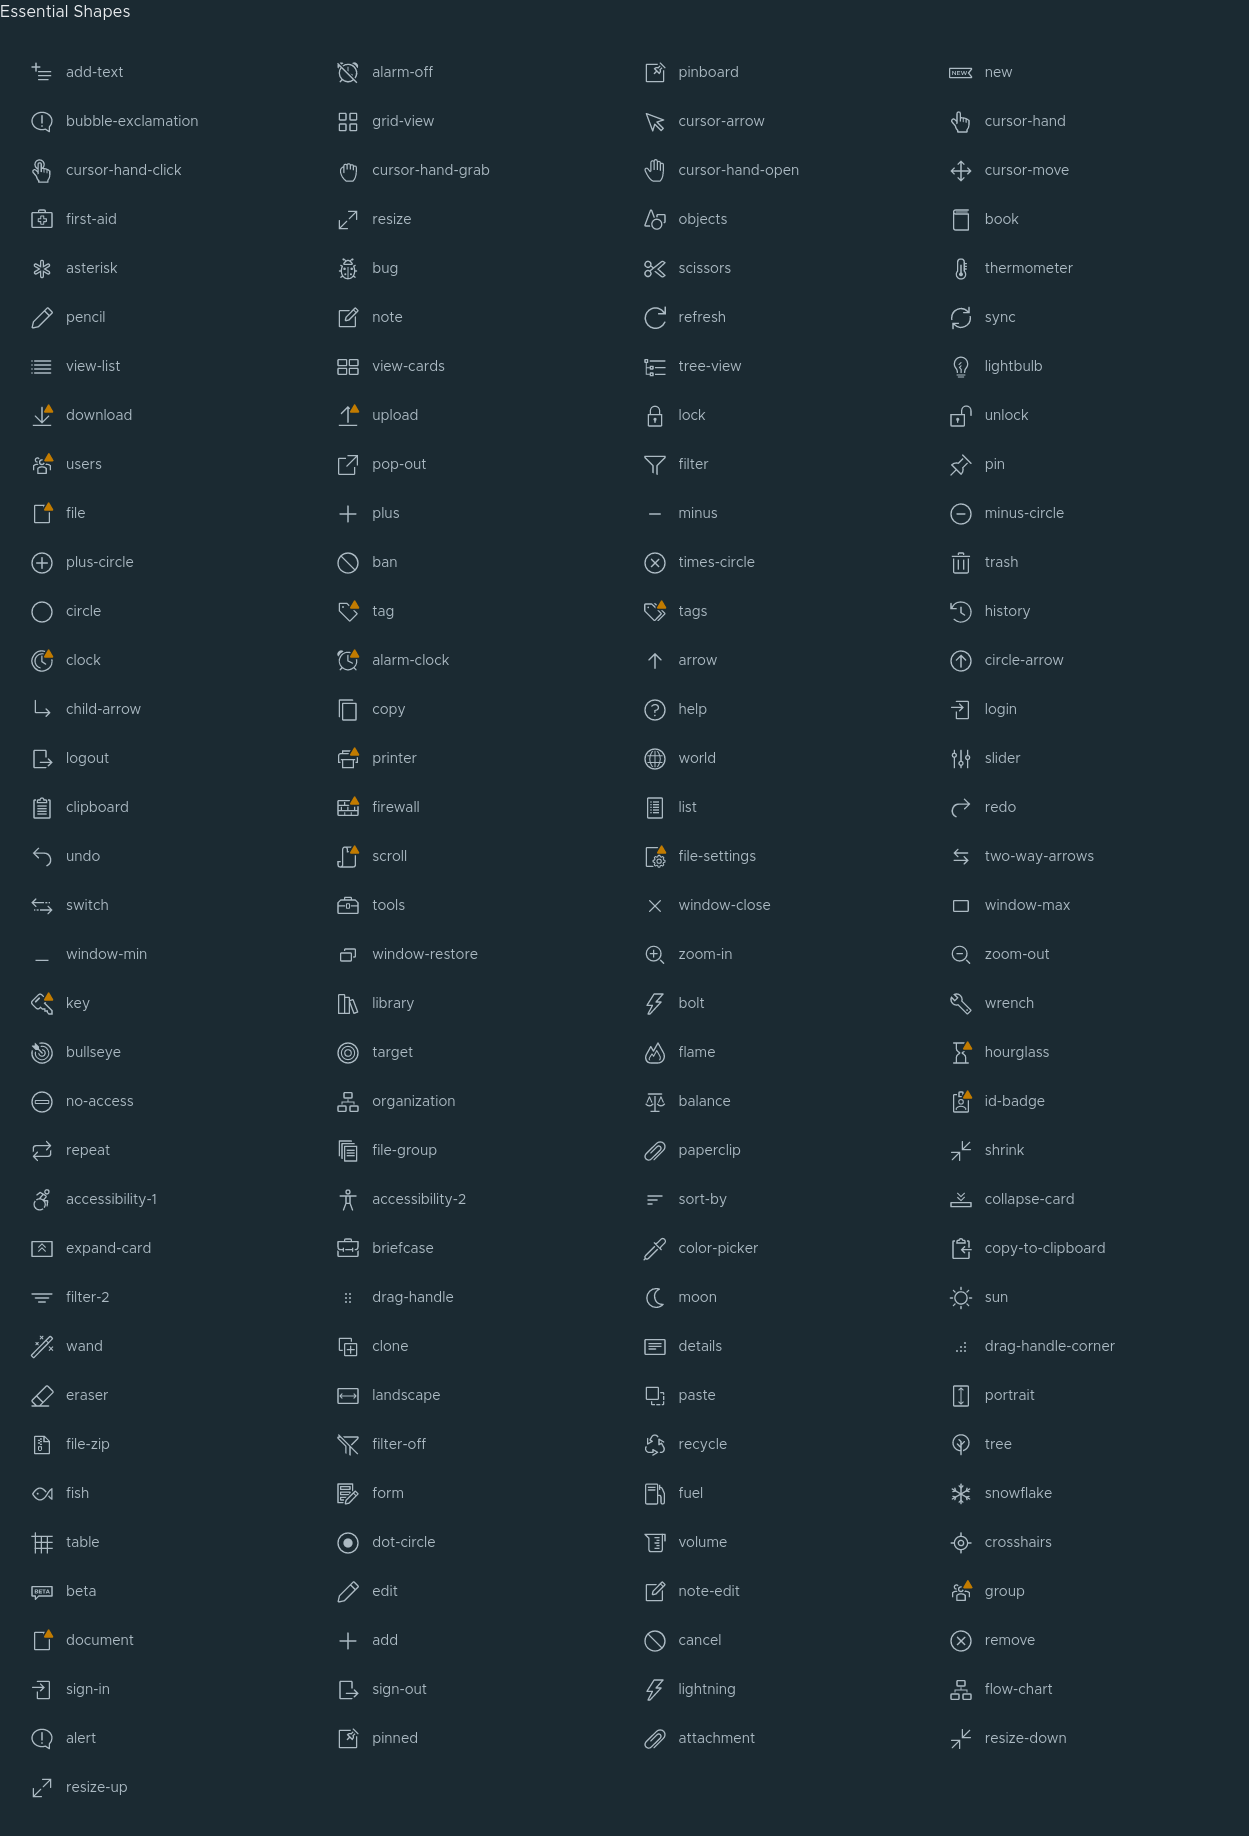 Essential Shapes
add-text alarm-off pinboard NEW new
bubble-exclamation grid-view cursor-arrow cursor-hand
cursor-hand-click cursor-hand-grab cursor-hand-open cursor-move
first-aid resize objects book
asterisk bug scissors thermometer
pencil note refresh sync
view-list view-cards tree-view lightbulb
download upload lock unlock
users pop-out filter pin
file plus minus minus-circle
plus-circle ban times-circle trash
circle tag tags history
clock alarm-clock arrow circle-arrow
child-arrow copy help login
logout printer world slider
clipboard firewall list redo
undo scroll file-settings two-way-arrows
switch tools window-close window-max
window-min window-restore zoom-in zoom-out
key library bolt wrench
bullseye target flame hourglass
no-access organization balance id-badge
repeat file-group paperclip shrink
accessibility-1 accessibility-2 sort-by collapse-card
expand-card briefcase color-picker copy-to-clipboard
filter-2 drag-handle moon sun
wand clone details drag-handle-corner
eraser landscape paste portrait
file-zip filter-off recycle tree
fish form fuel snowflake
table dot-circle volume crosshairs
BETA beta edit note-edit group
document add cancel remove
sign-in sign-out lightning flow-chart
alert pinned attachment resize-down
resize-up